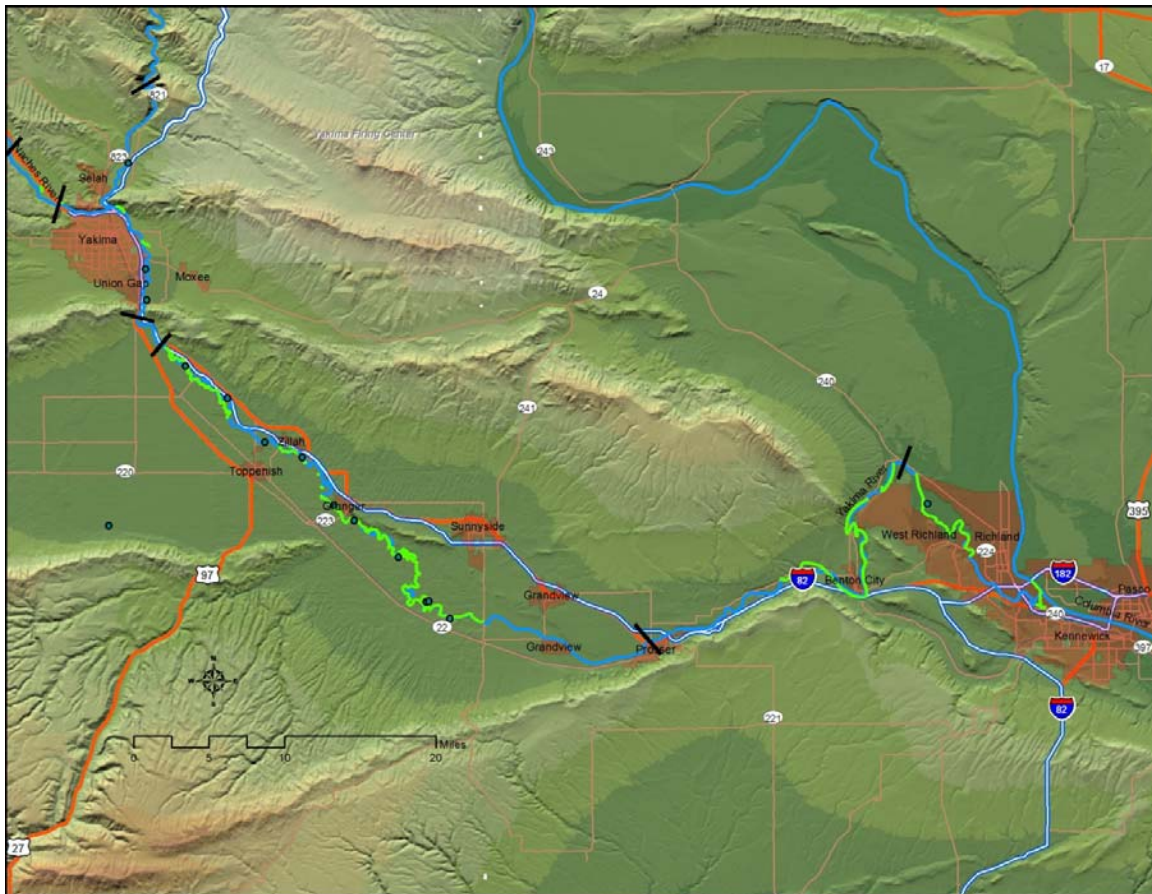 17
821
Yakima Firing Center
823
243
Naches River
Selah
Yakima
Moxee
Union Gap
24
240
241
Zillah
220
Toppenish
Granger
223
Sunnyside
Yakima River
395
West Richland
Richland
224
97
82
Benton City
182
Pasco
Grandview
Columbia River
240
22
Grandview
Prosser
Kennewick
397
N
W
E
S
82
221
Miles
0
5
10
20
27